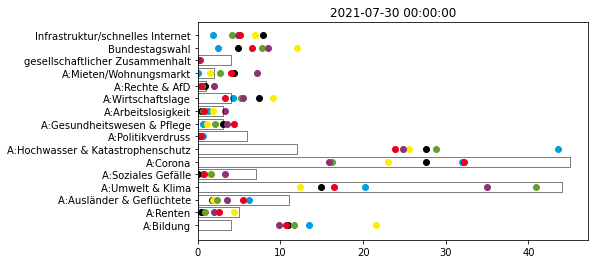 2021-07-30 00:00:00
Infrastruktur/schnelles Internet
Bundestagswahl
gesellschaftlicher Zusammenhalt
A:Mieten/Wohnungsmarkt
A:Rechte & AfD
A:Wirtschaftslage
A:Arbeitslosigkeit
A:Gesundheitswesen & Pflege
A:Politikverdruss
A:Hochwasser & Katastrophenschutz
A:Corona
A:Soziales Gefälle
A:Umwelt & Klima
A:Ausländer & Geflüchtete
A:Renten
A:Bildung
0 10 20 30 40